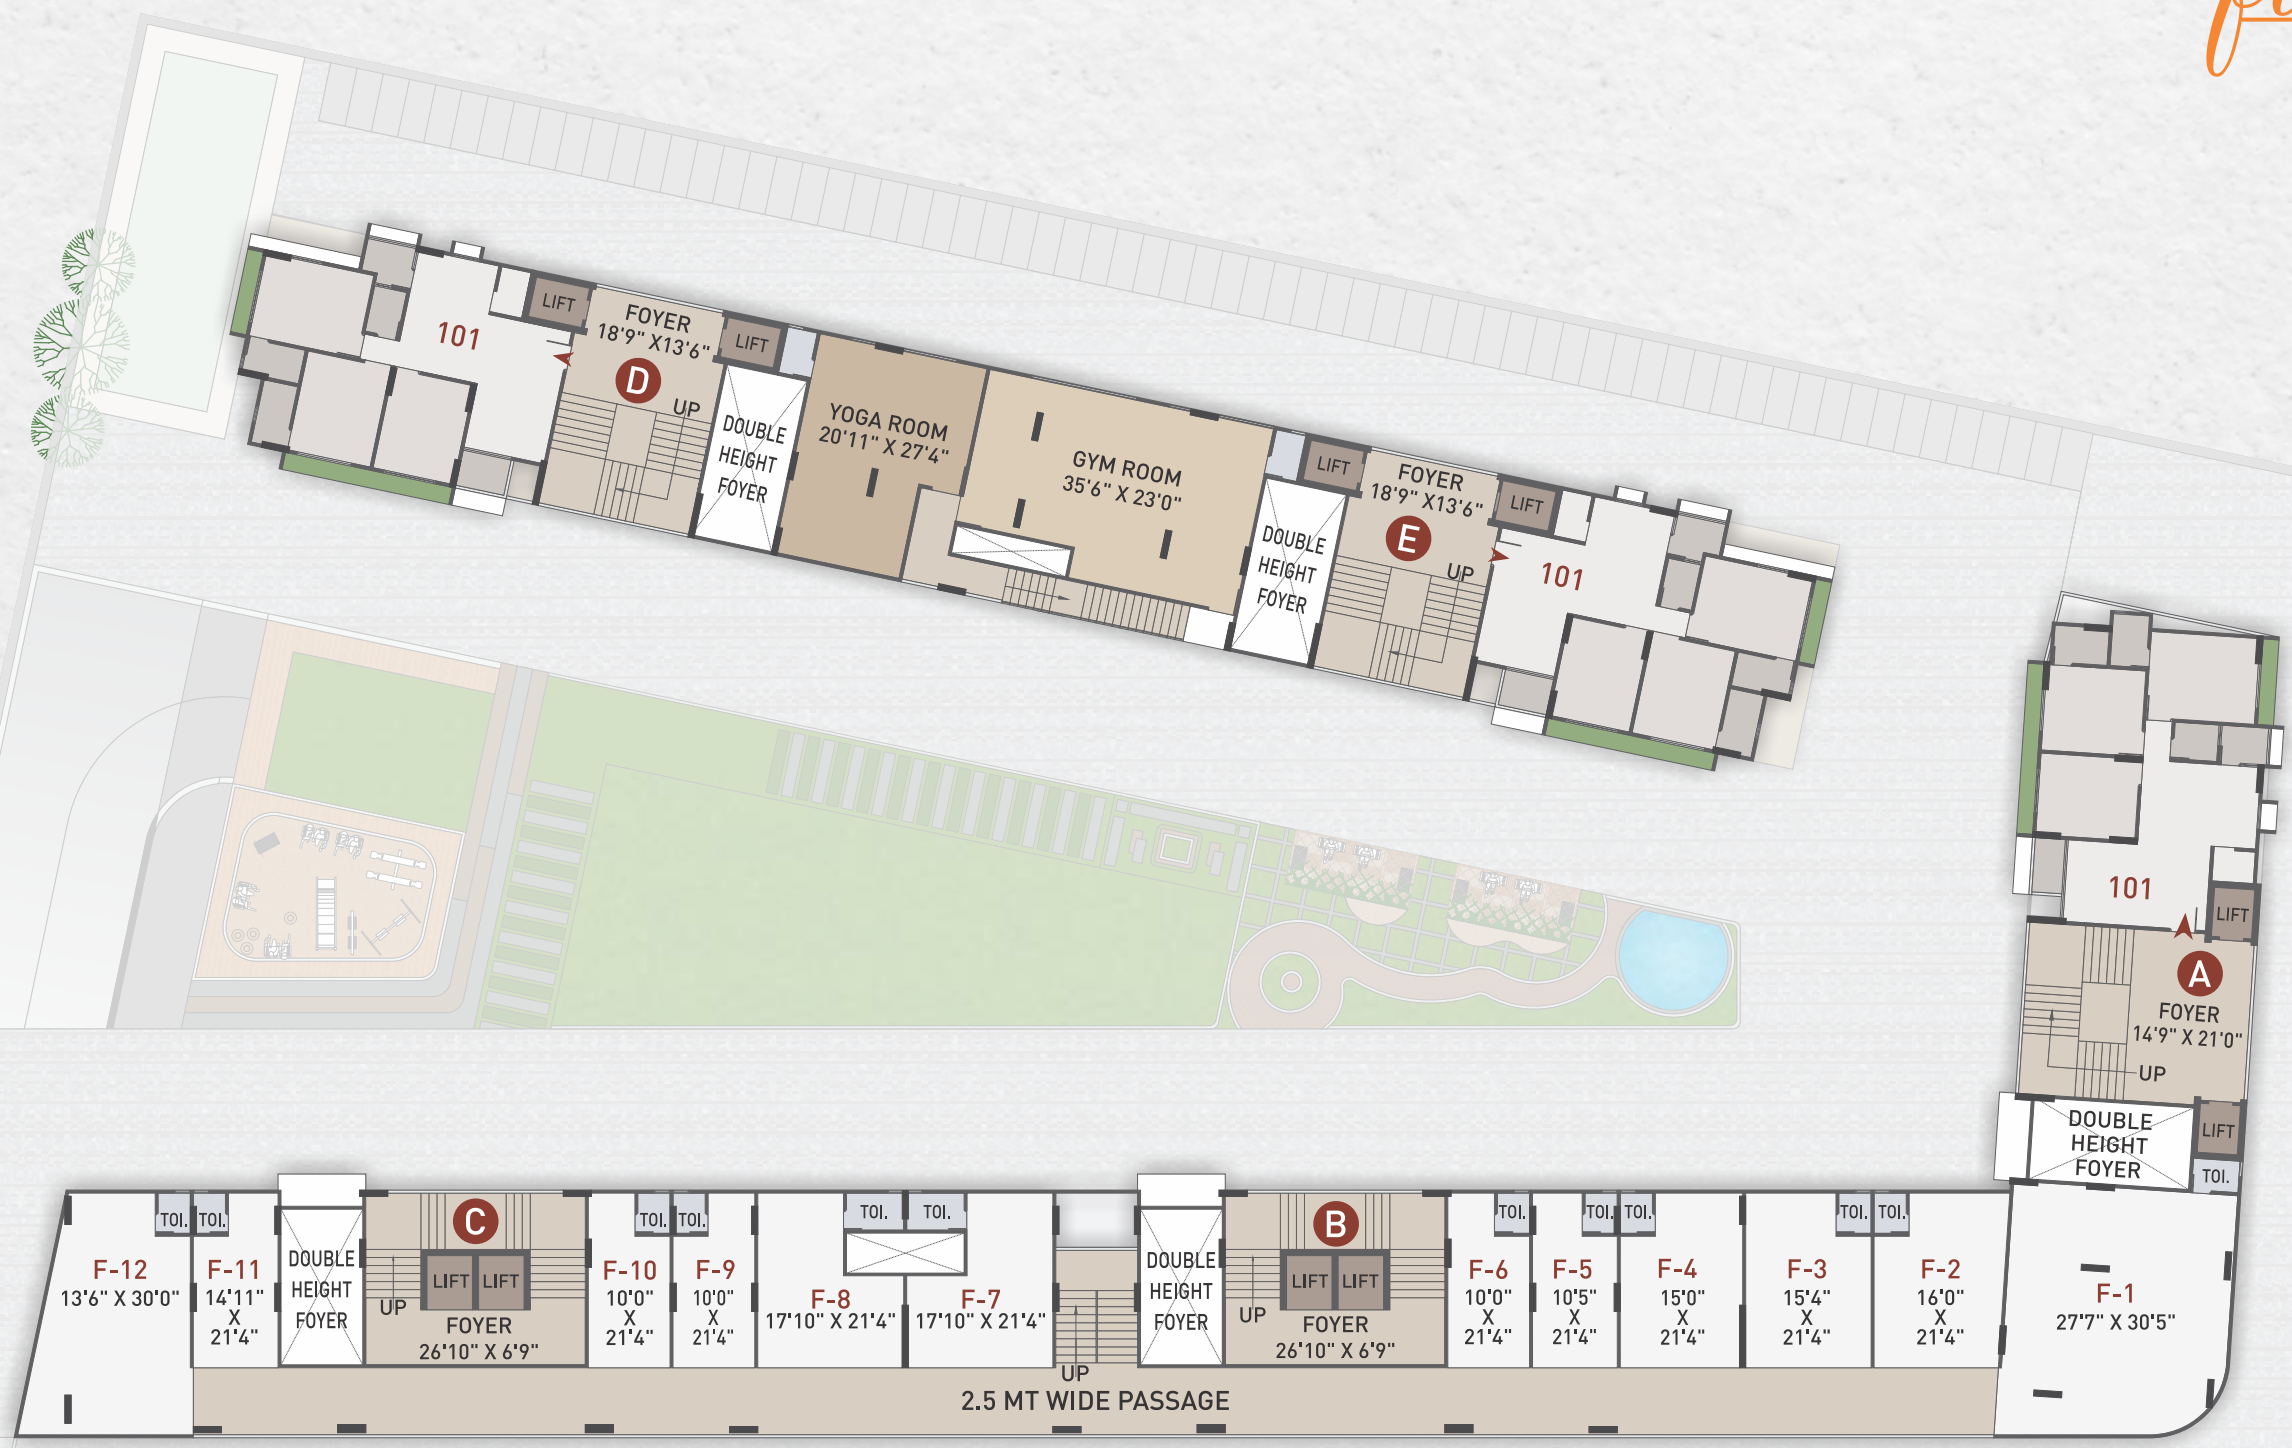 LIFT
FOYER
18'9" X13'6"
LIFT
101
D
UP
DOUBLE
HEIGHT
FOYER
YOGA ROOM
20'11" X 27'4"
GYM ROOM
35'6" X 23'0"
LIFT
FOYER
18'9" X13'6"
LIFT
E
UP
DOUBLE
HEIGHT
FOYER
101
101
LIFT
A
FOYER
14'9" X 21'0"
UP
DOUBLE
HEIGHT
FOYER
LIFT
TOI.
F-12
13'6" X 30'0"
TOI.
TOI.
F-11
14'11"
X
21'4"
DOUBLE
HEIGHT
FOYER
C
LIFT
LIFT
UP
FOYER
26'10" X 6'9"
TOI.
TOI.
F-10
10'0"
X
21'4"
F-9
10'0"
X
21'4"
TOI.
TOI.
F-8
17'10" X 21'4"
F-7
17'10" X 21'4"
UP
DOUBLE
HEIGHT
FOYER
B
LIFT
LIFT
UP
FOYER
26'10" X 6'9"
TOI.
F-6
10'0"
X
21'4"
TOI.
TOI.
F-5
10'5"
X
21'4"
F-4
15'0"
X
21'4"
TOI.
TOI.
F-3
15'4"
X
21'4"
F-2
16'0"
X
21'4"
F-1
27'7" X 30'5"
2.5 MT WIDE PASSAGE